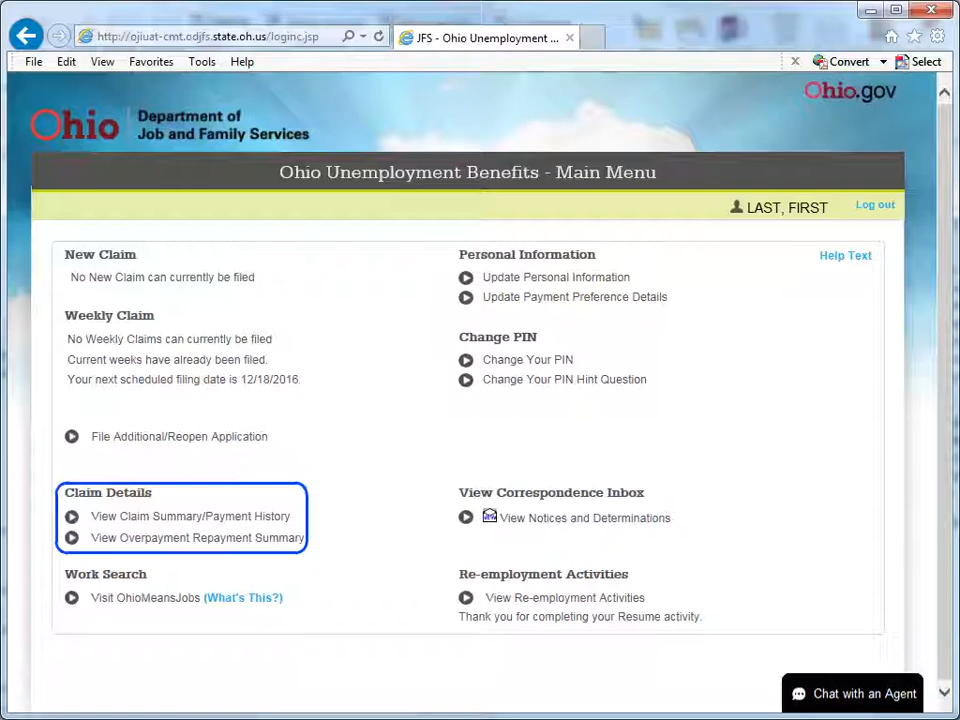 http://ojiuat-cmt.odjfs.state.oh.us/loginc.jsp
JFS - Ohio Unemployment ...
File Edit View Favorites Tools Help
Convert Select
Ohio.gov
Ohio
Department of
Job and Family Services
Ohio Unemployment Benefits - Main Menu
LAST, FIRST
Log out
New Claim
No New Claim can currently be filed
Weekly Claim
No Weekly Claims can currently be filed
Current weeks have already been filed.
Your next scheduled filing date is 12/18/2016.
File Additional/Reopen Application
Claim Details
View Claim Summary/Payment History
View Overpayment Repayment Summary
Work Search
Visit OhioMeansJobs (What's This?)
Personal Information
Help Text
Update Personal Information
Update Payment Preference Details
Change PIN
Change Your PIN
Change Your PIN Hint Question
View Correspondence Inbox
View Notices and Determinations
Re-employment Activities
View Re-employment Activities
Thank you for completing your Resume activity.
Chat with an Agent